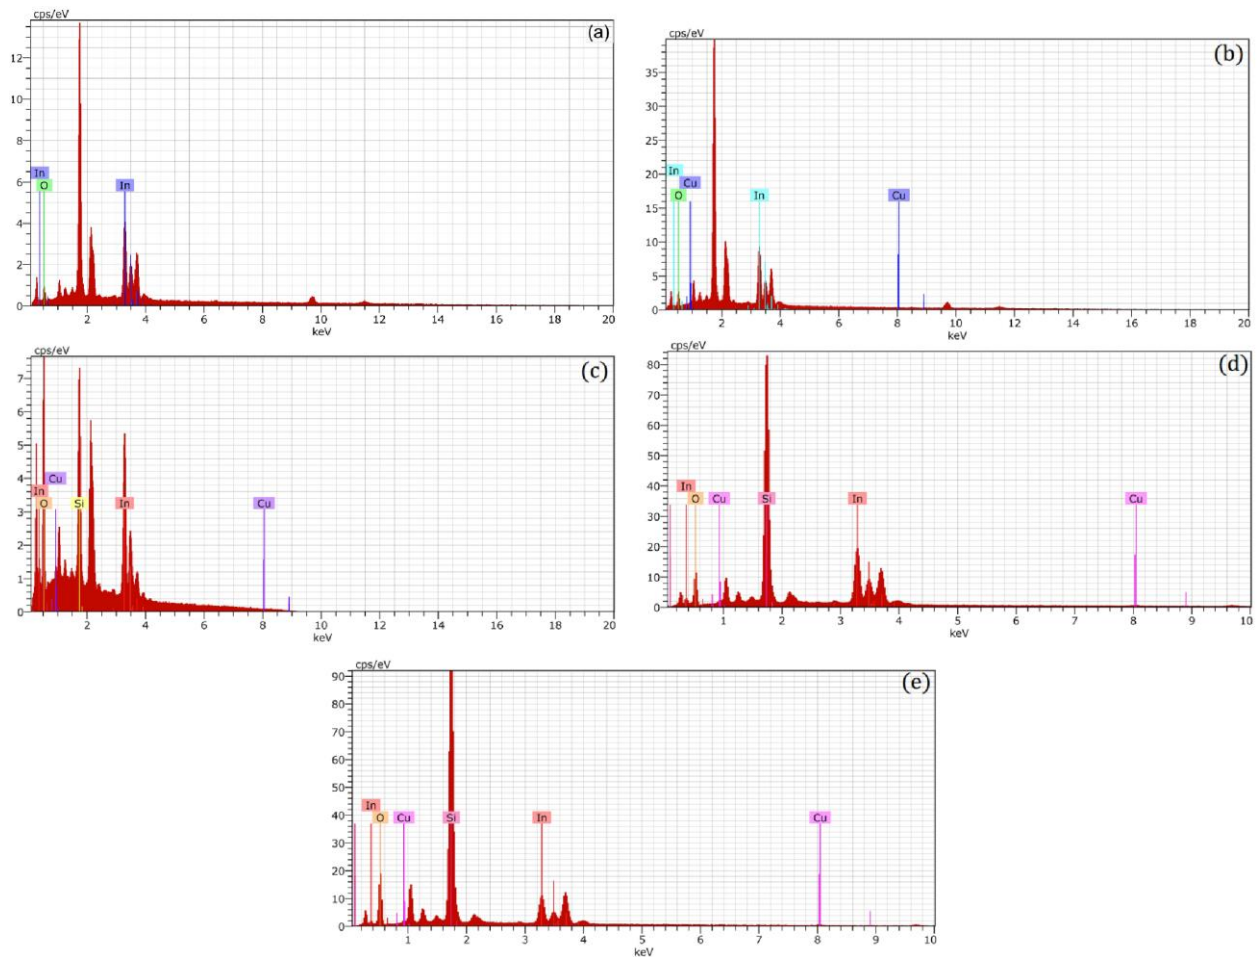 cps/eV
(a)
12
10
8
6
4
2
0
In
O
In
2 4 6 8 10 12 14 16 18 20
keV
cps/eV
(b)
35
30
25
20
15
10
5
0
In
O
Cu
In
Cu
2 4 6 8 10 12 14 16 18 20
keV
cps/eV
(c)
7
6
5
4
3
2
1
0
Cu
In
O
Si
In
Cu
2 4 6 8 10 12 14 16 18 20
keV
cps/eV
(d)
80
70
60
50
40
30
20
10
0
In
O
Cu
Si
In
Cu
1 2 3 4 5 6 7 8 9 10
keV
cps/eV
(e)
90
80
70
60
50
40
30
20
10
0
In
O
Cu
Si
In
Cu
1 2 3 4 5 6 7 8 9 10
keV